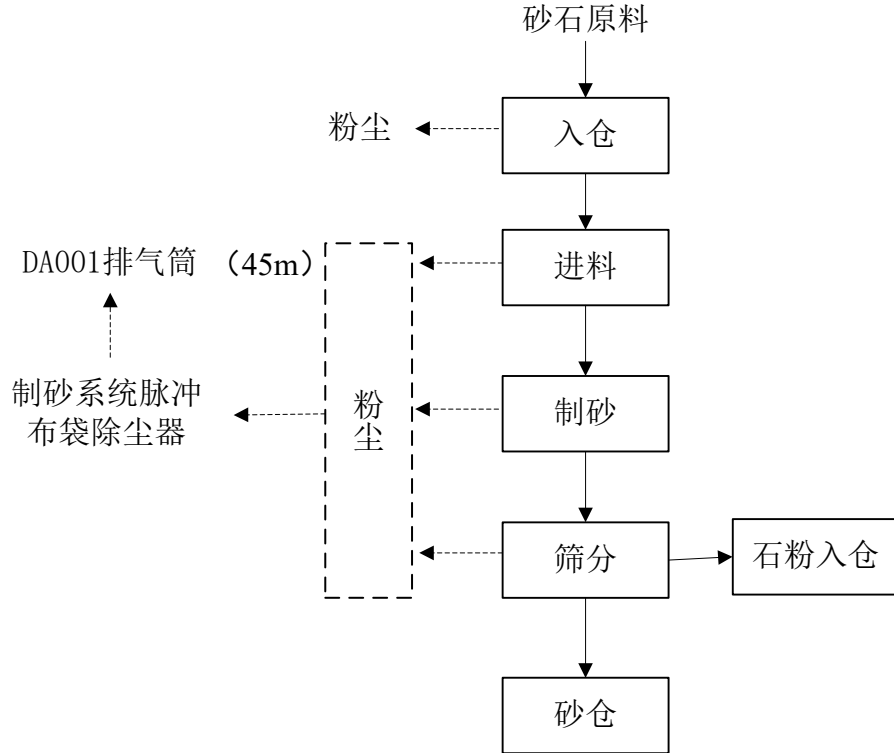 砂石原料
粉尘
入仓
DA001排气筒（45m）
进料
制砂系统脉冲
布袋除尘器
粉
尘
制砂
筛分
石粉入仓
砂仓